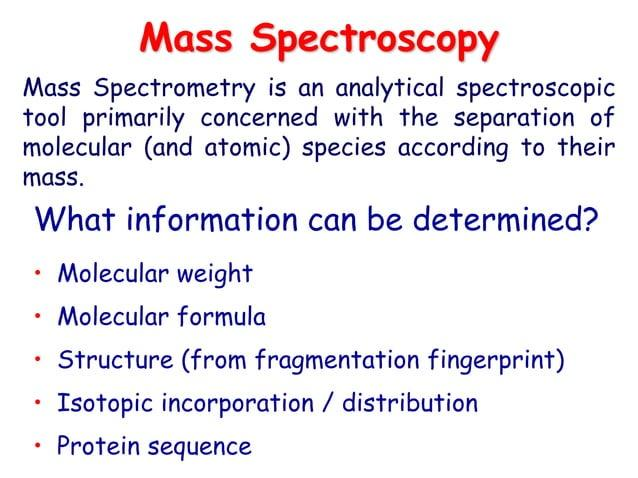 Mass Spectroscopy
Mass Spectrometry is an analytical spectroscopic
tool primarily concerned with the separation of
molecular (and atomic) species according to their
mass.
What information can be determined?
• Molecular weight
• Molecular formula
• Structure (from fragmentation fingerprint)
• Isotopic incorporation / distribution
• Protein sequence